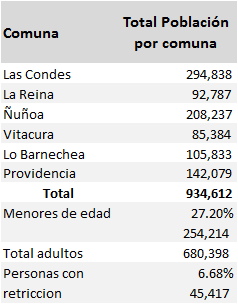 Comuna Total Población
por comuna
Las Condes 294,838
La Reina 92,787
Ñuñoa 208,237
Vitacura 85,384
Lo Barnechea 105,833
Providencia 142,079
Total 934,612
Menores de edad 27.20%
254,214
Total adultos 680,398
Personas con 6.68%
retriccion 45,417